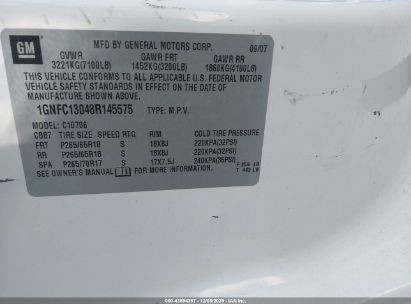 GM
MFD BY GENERAL MOTORS CORP. 09/07
GVWR GAWR FRT GAWR RR
3221KG(7100LB) 1452KG(3200LB) 1860KG(4100LB)
THIS VEHICLE CONFORMS TO ALL APPLICABLE U.S. FEDERAL MOTOR
VEHICLE SAFETY STANDARDS IN EFFECT ON THE DATE OF
MANUFACTURE SHOWN ABOVE.
1GNFC13048R145575 TYPE: M.P.V.
MODEL: C10706
CBB7 TIRE SIZE SPEED RTG RIM COLD TIRE PRESSURE
FRT P265/65R18 S 18X8J 220KPA(32PSI)
RR P265/65R18 S 18X8J 220KPA(32PSI)
SPA P265/70R17 S 17X7.5J 240KPA(35PSI)
SEE OWNER'S MANUAL FOR ADDITIONAL INFORMATION